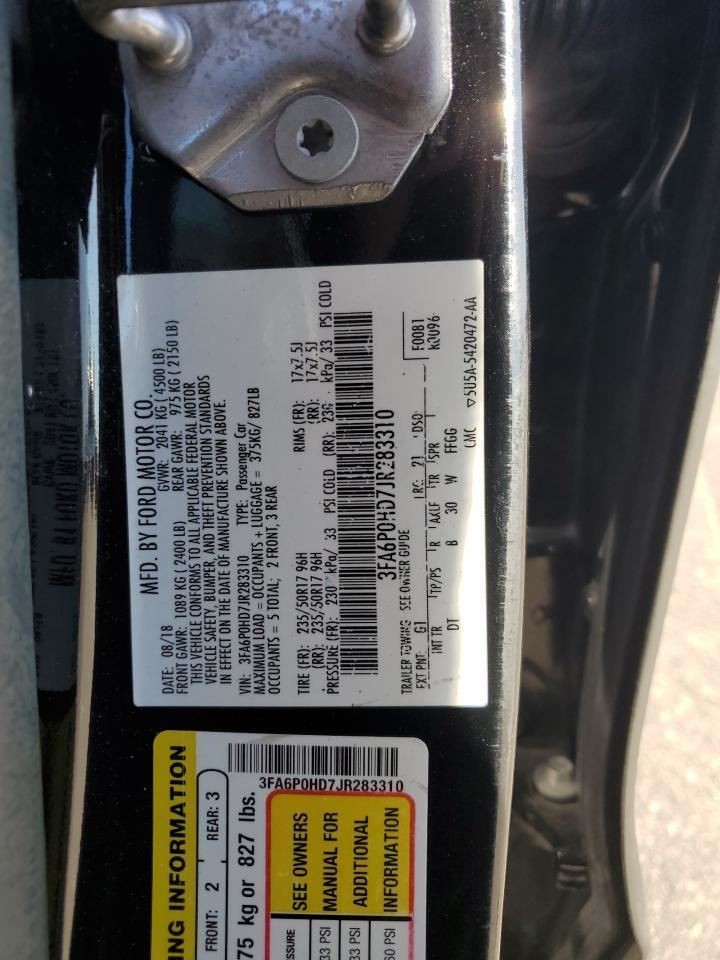 MFD. BY FORD MOTOR CO.
DATE: 08/18 GVWR: 2041 KG ( 4500 LB)
FRONT GAWR: 1089 KG ( 2400 LB) REAR GAWR: 975 KG ( 2150 LB)
THIS VEHICLE CONFORMS TO ALL APPLICABLE FEDERAL MOTOR
VEHICLE SAFETY, BUMPER, AND THEFT PREVENTION STANDARDS
IN EFFECT ON THE DATE OF MANUFACTURE SHOWN ABOVE.
VIN: 3FA6P0HD7JR283310 TYPE: Passenger Car
MAXIMUM LOAD = OCCUPANTS + LUGGAGE = 375KG/ 827LB
OCCUPANTS = 5 TOTAL; 2 FRONT, 3 REAR
TIRE (FR): 235/50R17 96H RIMS (FR): 17x7.5J
(RR): 235/50R17 96H (RR): 17x7.5J
PRESSURE (FR): 230 kPa/ 33 PSI COLD (RR): 230 kPa/ 33 PSI COLD
3FA6P0HD7JR283310
TRAILER TOWING SEE OWNER GUIDE
EXT PNT: G1 RC: 21 DSO: F0081
INT TR TP/PS R AXLE TR SPR K0096
DT B 30 W FFGG
CMC ▽5U5A-5420472-AA
3FA6P0HD7JR283310
ING INFORMATION
FRONT: 2 REAR: 3
75 kg or 827 lbs.
SEE OWNERS
MANUAL FOR
ADDITIONAL
INFORMATION
33 PSI
33 PSI
60 PSI